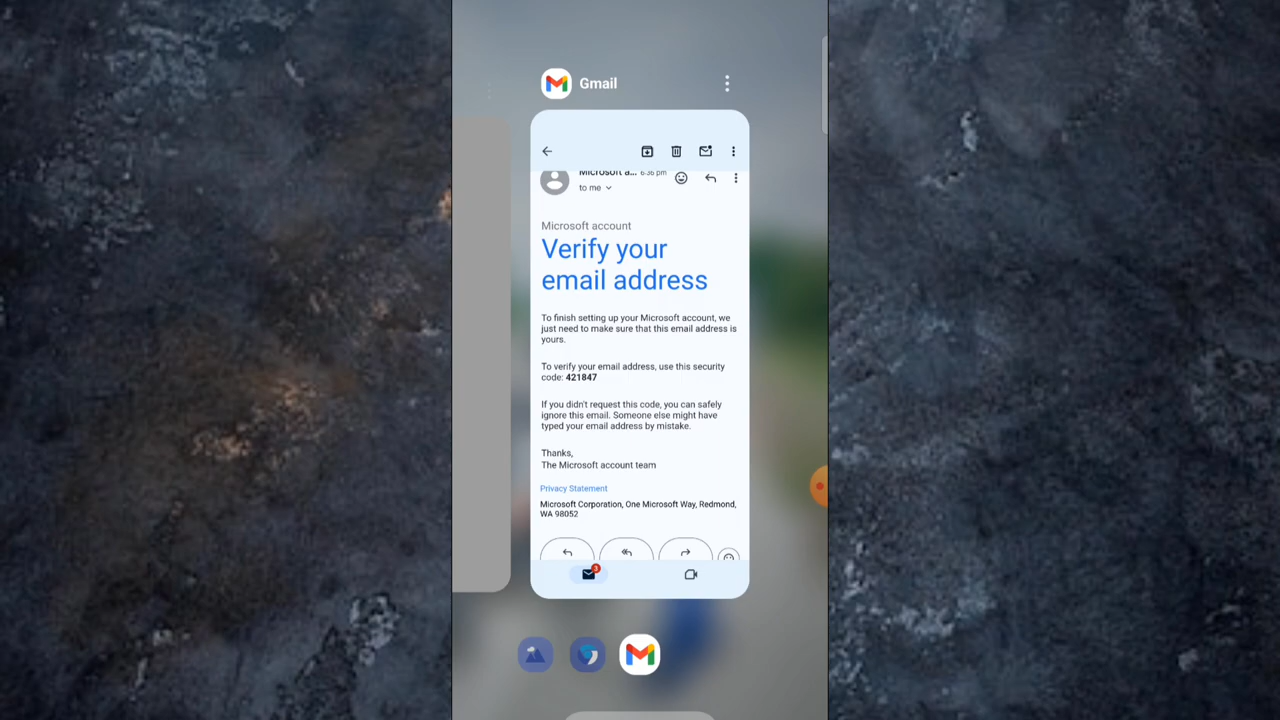 Gmail
Microsoft a... 6:36 pm
to me
Microsoft account
Verify your
email address
To finish setting up your Microsoft account, we
just need to make sure that this email address is
yours.
To verify your email address, use this security
code: 421847
If you didn't request this code, you can safely
ignore this email. Someone else might have
typed your email address by mistake.
Thanks,
The Microsoft account team
Privacy Statement
Microsoft Corporation, One Microsoft Way, Redmond,
WA 98052
3